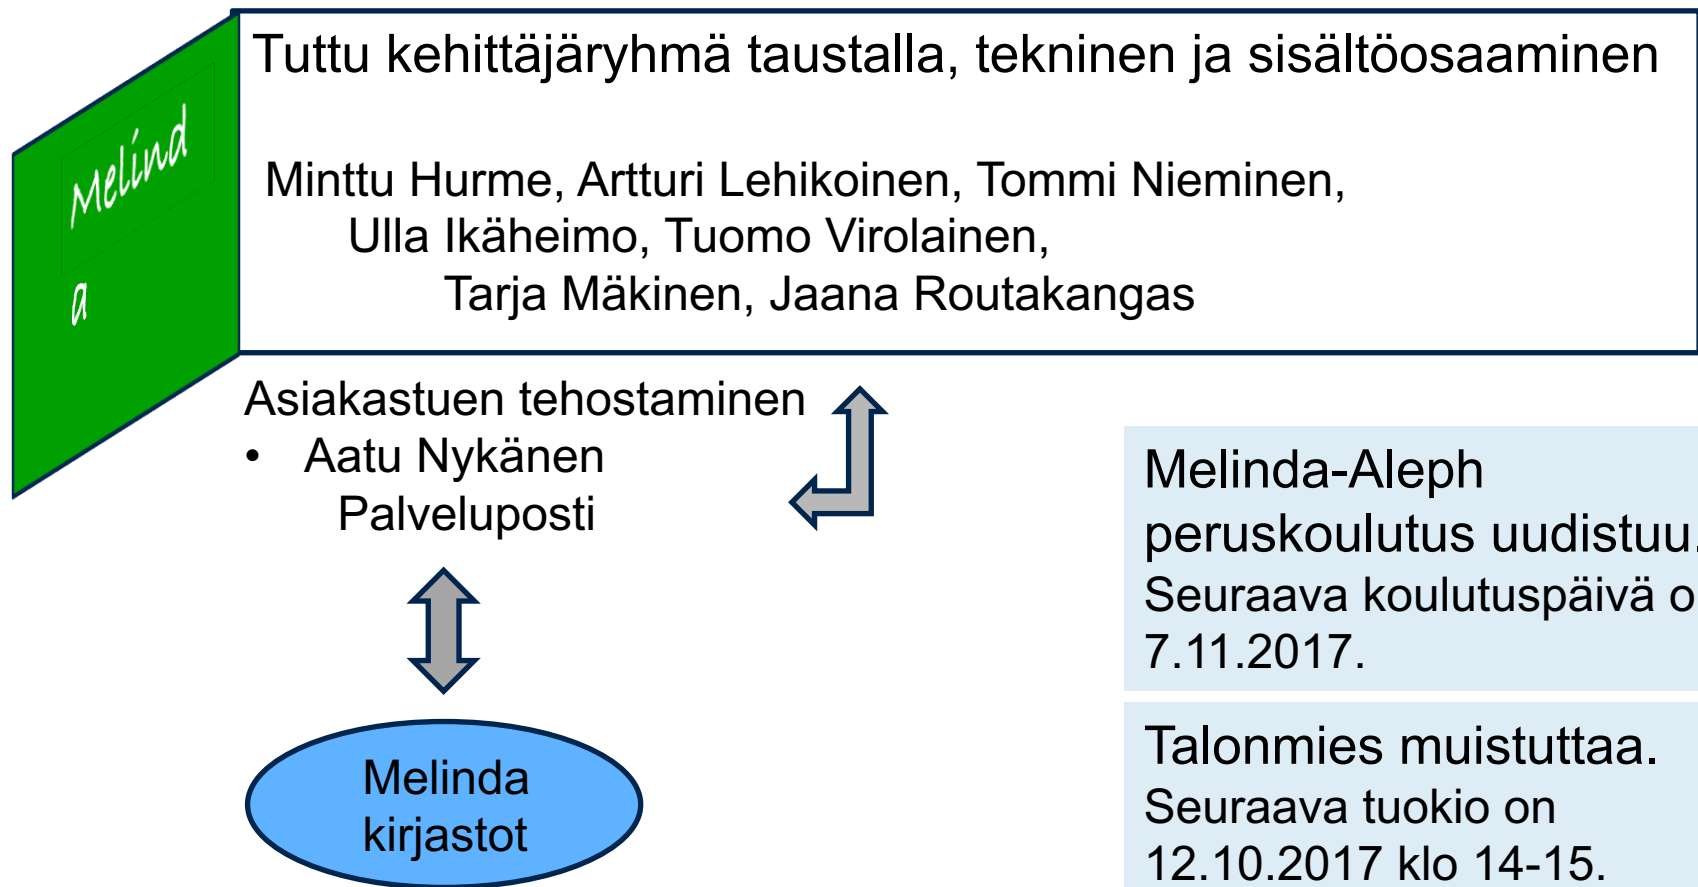 Melind
a
Tuttu kehittäjäryhmä taustalla, tekninen ja sisältöosaaminen
Minttu Hurme, Artturi Lehikoinen, Tommi Nieminen,
Ulla Ikäheimo, Tuomo Virolainen,
Tarja Mäkinen, Jaana Routakangas
Asiakastuen tehostaminen
• Aatu Nykänen
Palveluposti
Melinda
kirjastot
Melinda-Aleph
peruskoulutus uudistuu.
Seuraava koulutuspäivä o
7.11.2017.
Talonmies muistuttaa.
Seuraava tuokio on
12.10.2017 klo 14-15.